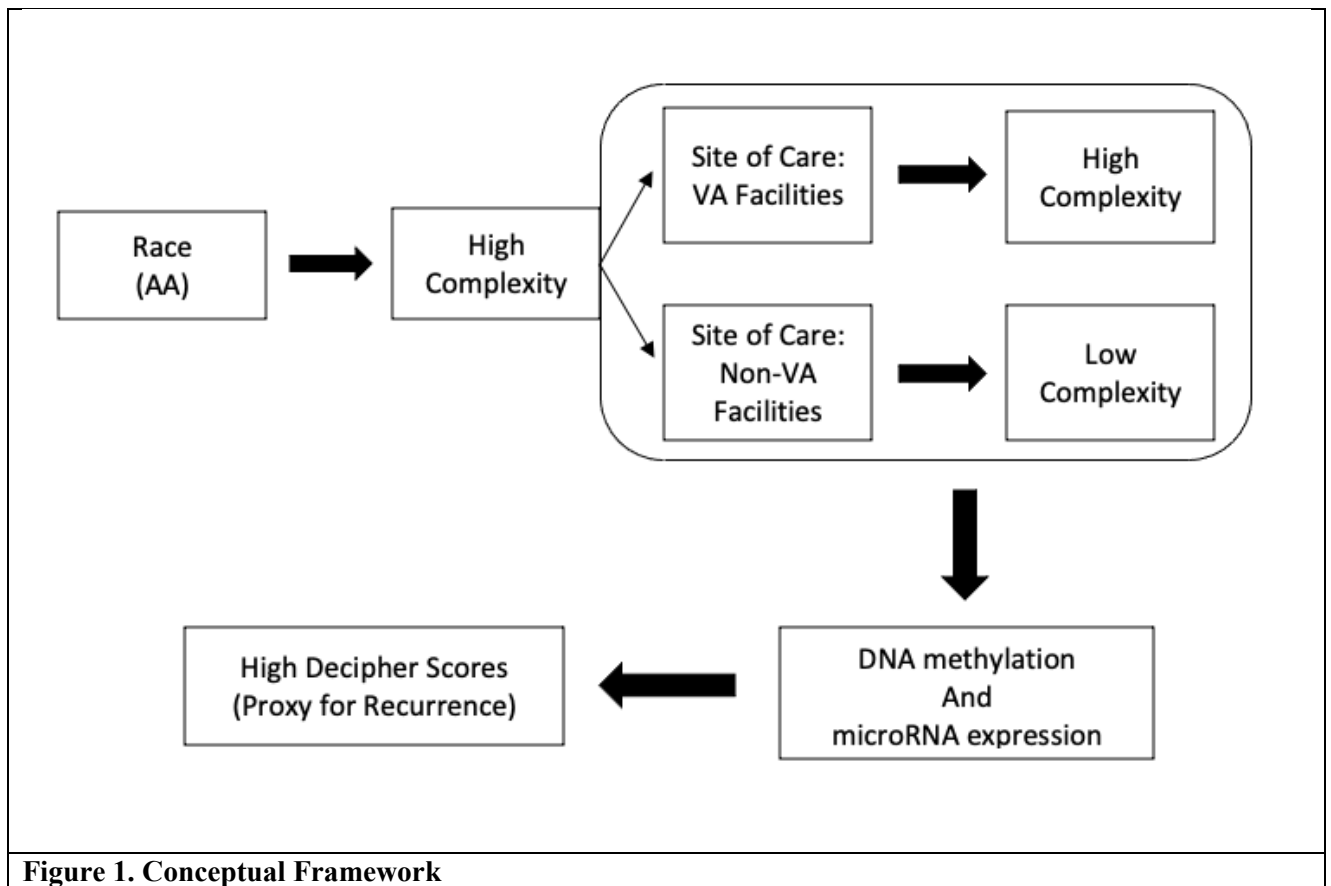 Race
(AA)
High
Complexity
Site of Care:
VA Facilities
High
Complexity
Site of Care:
Non-VA
Facilities
Low
Complexity
High Decipher Scores
(Proxy for Recurrence)
DNA methylation
And
microRNA expression
Figure 1. Conceptual Framework